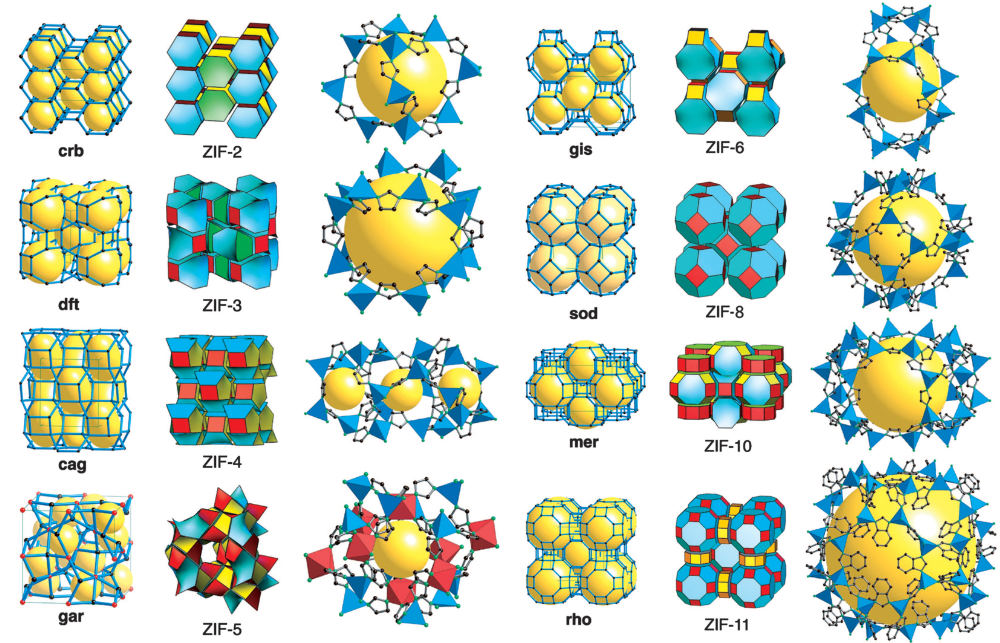 crb
ZIF-2
gis
ZIF-6
dft
ZIF-3
sod
ZIF-8
cag
ZIF-4
mer
ZIF-10
gar
ZIF-5
rho
ZIF-11